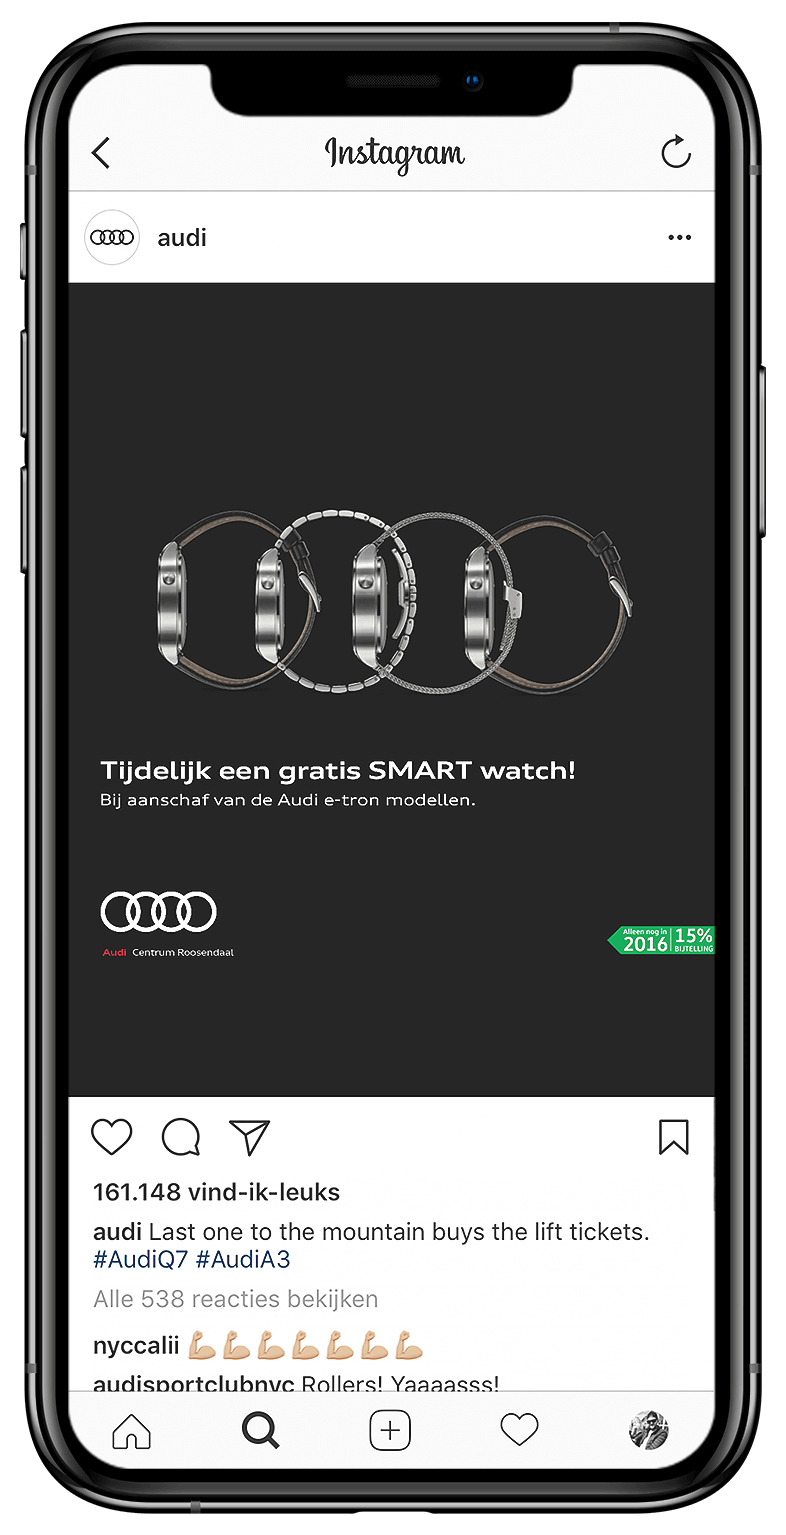 Instagram
audi
Tijdelijk een gratis SMART watch!
Bij aanschaf van de Audi e-tron modellen.
Audi Centrum Roosendaal
Alleen nog in
2016
15%
BIJTELLING
161.148 vind-ik-leuks
audi Last one to the mountain buys the lift tickets.
#AudiQ7 #AudiA3
Alle 538 reacties bekijken
nyccalii 💪🏼💪🏼💪🏼💪🏼💪🏼💪🏼💪🏼
audisportclubnyc Rollers! Yaaaasss!